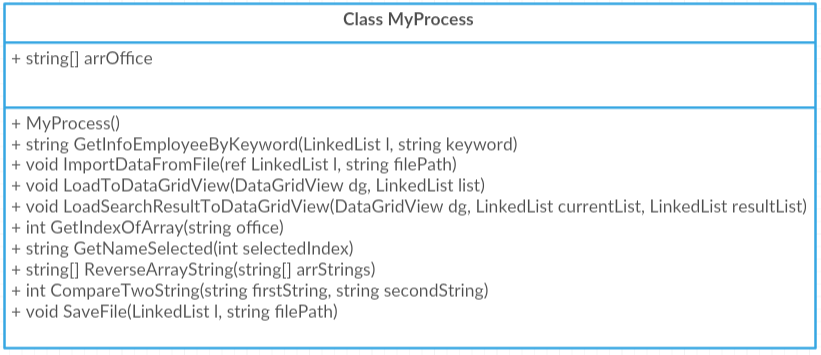 Class MyProcess
+ string[] arrOffice
+ MyProcess()
+ string GetInfoEmployeeByKeyword(LinkedList l, string keyword)
+ void ImportDataFromFile(ref LinkedList l, string filePath)
+ void LoadToDataGridView(DataGridView dg, LinkedList list)
+ void LoadSearchResultToDataGridView(DataGridView dg, LinkedList currentList, LinkedList resultList)
+ int GetIndexOfArray(string office)
+ string GetNameSelected(int selectedIndex)
+ string[] ReverseArrayString(string[] arrStrings)
+ int CompareTwoString(string firstString, string secondString)
+ void SaveFile(LinkedList l, string filePath)